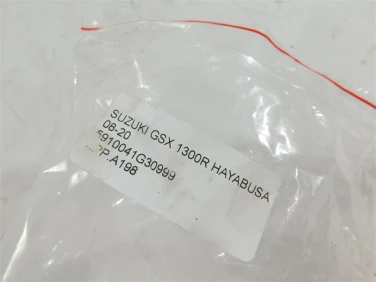 SUZUKI GSX 1300R HAYABUSA
08-20
5910041G30999
A198